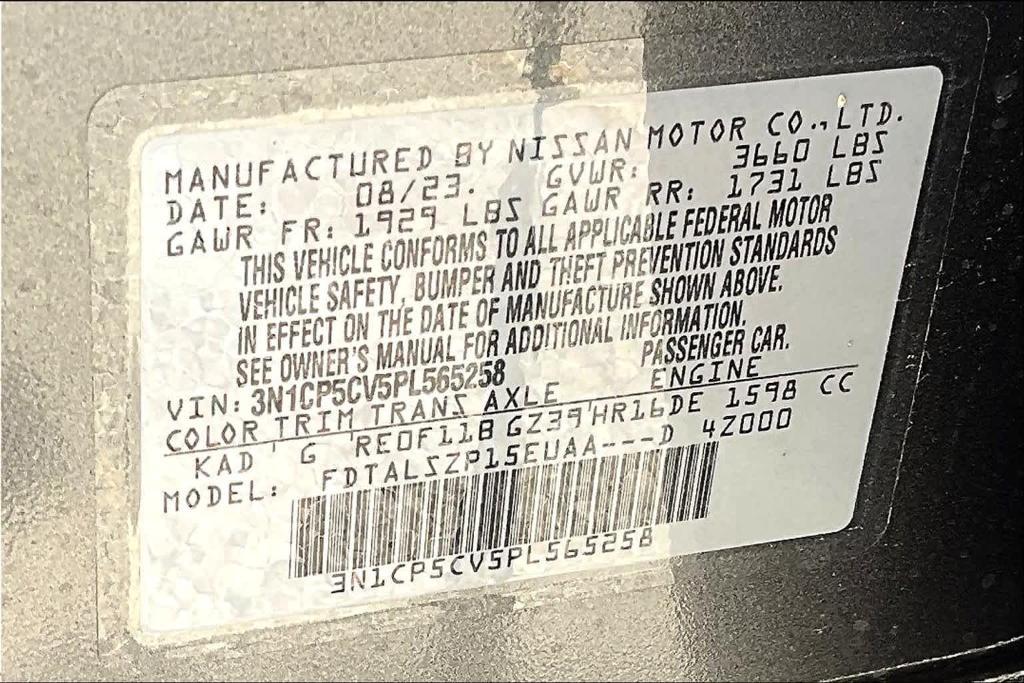 MANUFACTURED BY NISSAN MOTOR CO.,LTD.
DATE: 08/23. GVWR: 3660 LBS
GAWR FR: 1929 LBS GAWR RR: 1731 LBS
THIS VEHICLE CONFORMS TO ALL APPLICABLE FEDERAL MOTOR
VEHICLE SAFETY, BUMPER AND THEFT PREVENTION STANDARDS
IN EFFECT ON THE DATE OF MANUFACTURE SHOWN ABOVE.
SEE OWNER'S MANUAL FOR ADDITIONAL INFORMATION.
VIN: 3N1CP5CV5PL565258 PASSENGER CAR.
COLOR TRIM TRANS AXLE ENGINE
KAD ' G 'RE0F11B GZ39'HR16DE 1598 CC
MODEL: FDTALSZP15EUAA---D 4Z000
3N1CP5CV5PL565258